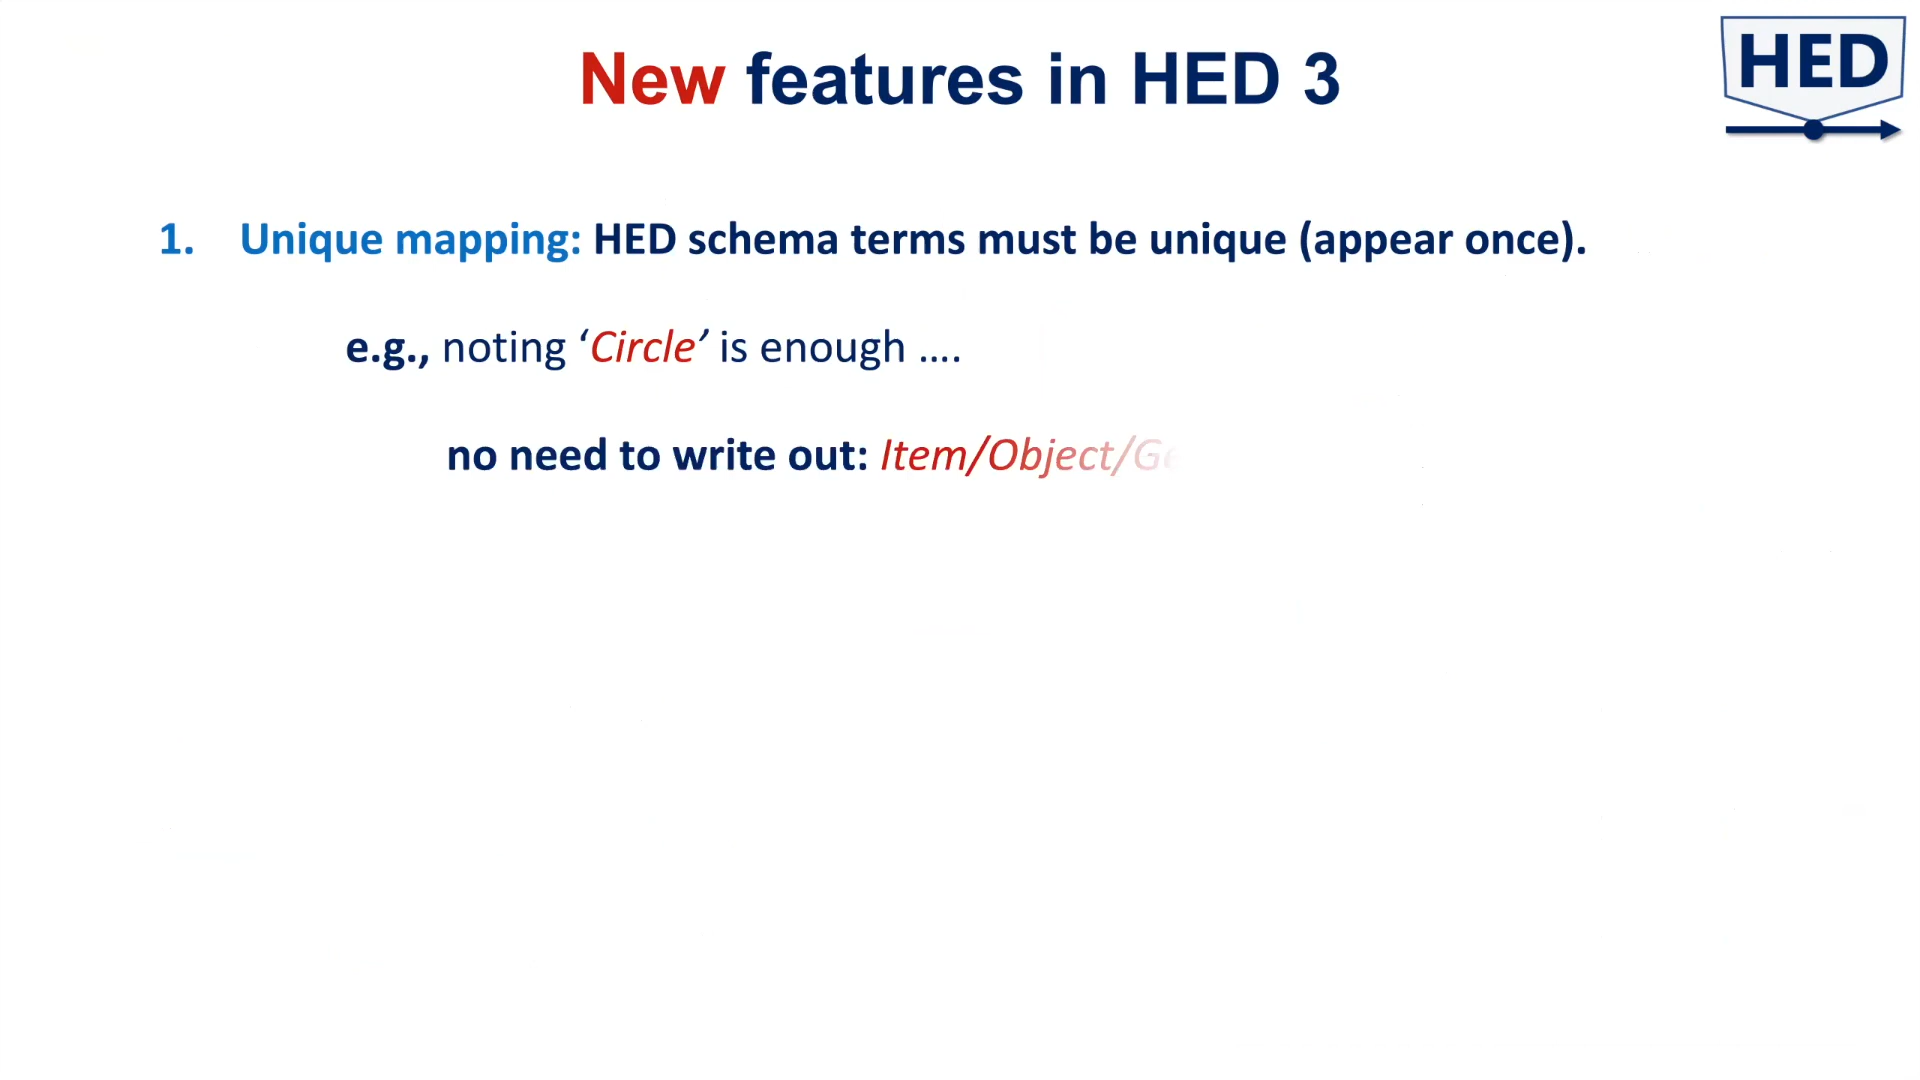 New features in HED 3
HED
1. Unique mapping: HED schema terms must be unique (appear once).
e.g., noting ‘Circle’ is enough ....
no need to write out: Item/Object/Ge